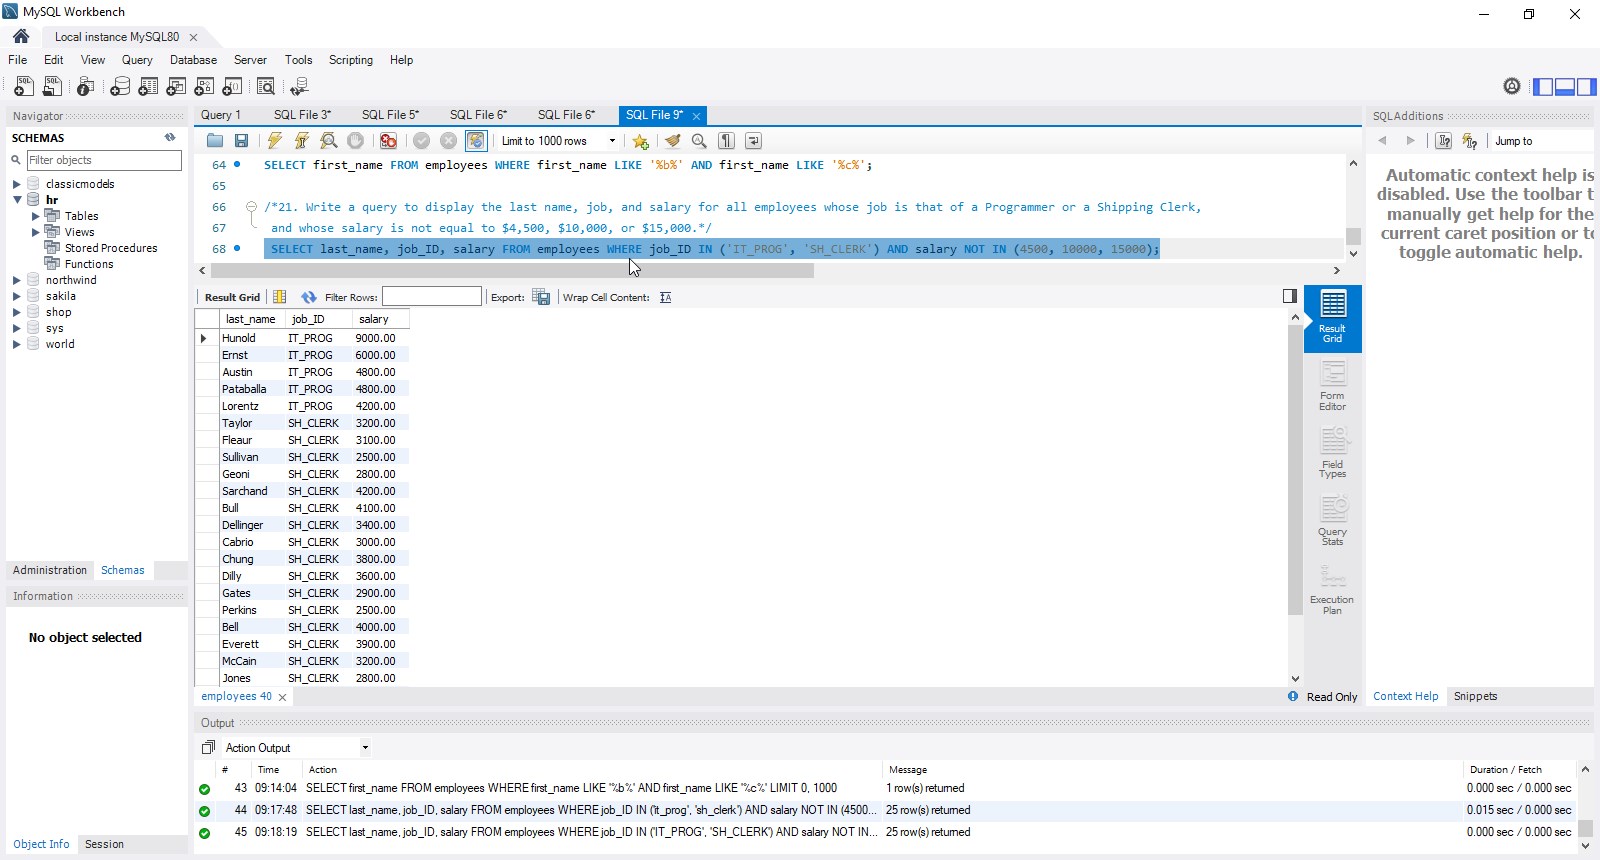 MySQL Workbench
Local instance MySQL80
File Edit View Query Database Server Tools Scripting Help
Navigator
SCHEMAS
Filter objects
classicmodels
hr
Tables
Views
Stored Procedures
Functions
northwind
sakila
shop
sys
world
Administration Schemas
Information
No object selected
Object Info Session
Query 1 SQL File 3* SQL File 5* SQL File 6* SQL File 6* SQL File 9*
Limit to 1000 rows
64 SELECT first_name FROM employees WHERE first_name LIKE '%b%' AND first_name LIKE '%c%';
65
66 /*21. Write a query to display the last name, job, and salary for all employees whose job is that of a Programmer or a Shipping Clerk,
67 and whose salary is not equal to $4,500, $10,000, or $15,000.*/
68 SELECT last_name, job_ID, salary FROM employees WHERE job_ID IN ('IT_PROG', 'SH_CLERK') AND salary NOT IN (4500, 10000, 15000);
Result Grid Filter Rows: Export: Wrap Cell Content:
last_name job_ID salary
Hunold IT_PROG 9000.00
Ernst IT_PROG 6000.00
Austin IT_PROG 4800.00
Pataballa IT_PROG 4800.00
Lorentz IT_PROG 4200.00
Taylor SH_CLERK 3200.00
Fleaur SH_CLERK 3100.00
Sullivan SH_CLERK 2500.00
Geoni SH_CLERK 2800.00
Sarchand SH_CLERK 4200.00
Bull SH_CLERK 4100.00
Dellinger SH_CLERK 3400.00
Cabrio SH_CLERK 3000.00
Chung SH_CLERK 3800.00
Dilly SH_CLERK 3600.00
Gates SH_CLERK 2900.00
Perkins SH_CLERK 2500.00
Bell SH_CLERK 4000.00
Everett SH_CLERK 3900.00
McCain SH_CLERK 3200.00
Jones SH_CLERK 2800.00
Result
Grid
Form
Editor
Field
Types
Query
Stats
Execution
Plan
employees 40
Read Only
SQLAdditions
Jump to
Automatic context help is
disabled. Use the toolbar t
manually get help for the
current caret position or to
toggle automatic help.
Context Help Snippets
Output
Action Output
# Time Action Message Duration / Fetch
43 09:14:04 SELECT first_name FROM employees WHERE first_name LIKE '%b%' AND first_name LIKE '%c%' LIMIT 0, 1000 1 row(s) returned 0.000 sec / 0.000 sec
44 09:17:48 SELECT last_name, job_ID, salary FROM employees WHERE job_ID IN ('it_prog', 'sh_clerk') AND salary NOT IN (4500... 25 row(s) returned 0.015 sec / 0.000 sec
45 09:18:19 SELECT last_name, job_ID, salary FROM employees WHERE job_ID IN ('IT_PROG', 'SH_CLERK') AND salary NOT IN... 25 row(s) returned 0.000 sec / 0.000 sec